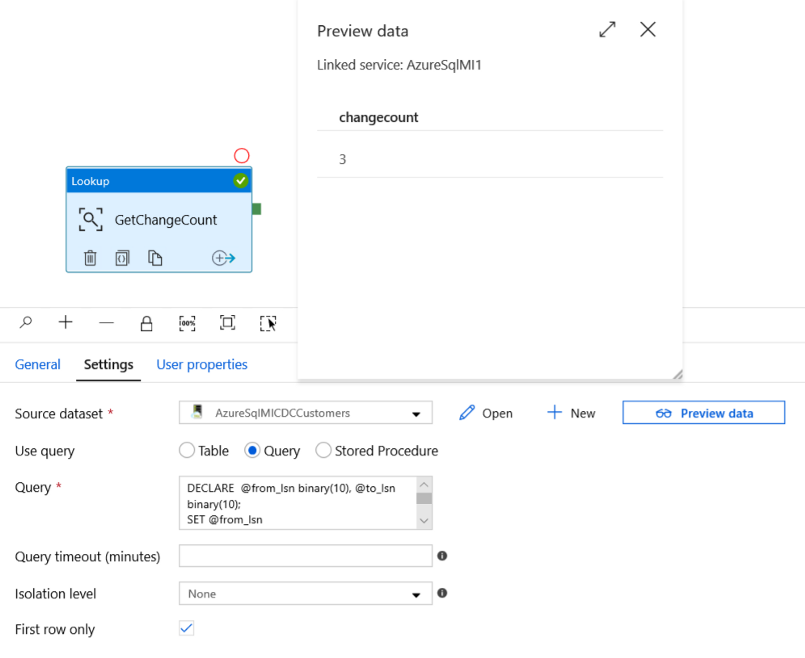 Preview data
Linked service: AzureSqlMI1
changecount
3
Lookup
GetChangeCount
100%
General Settings User properties
Source dataset * AzureSqlMICDCCustomers Open New Preview data
Use query Table Query Stored Procedure
Query * DECLARE @from_lsn binary(10), @to_lsn
binary(10);
SET @from_lsn
Query timeout (minutes)
Isolation level None
First row only